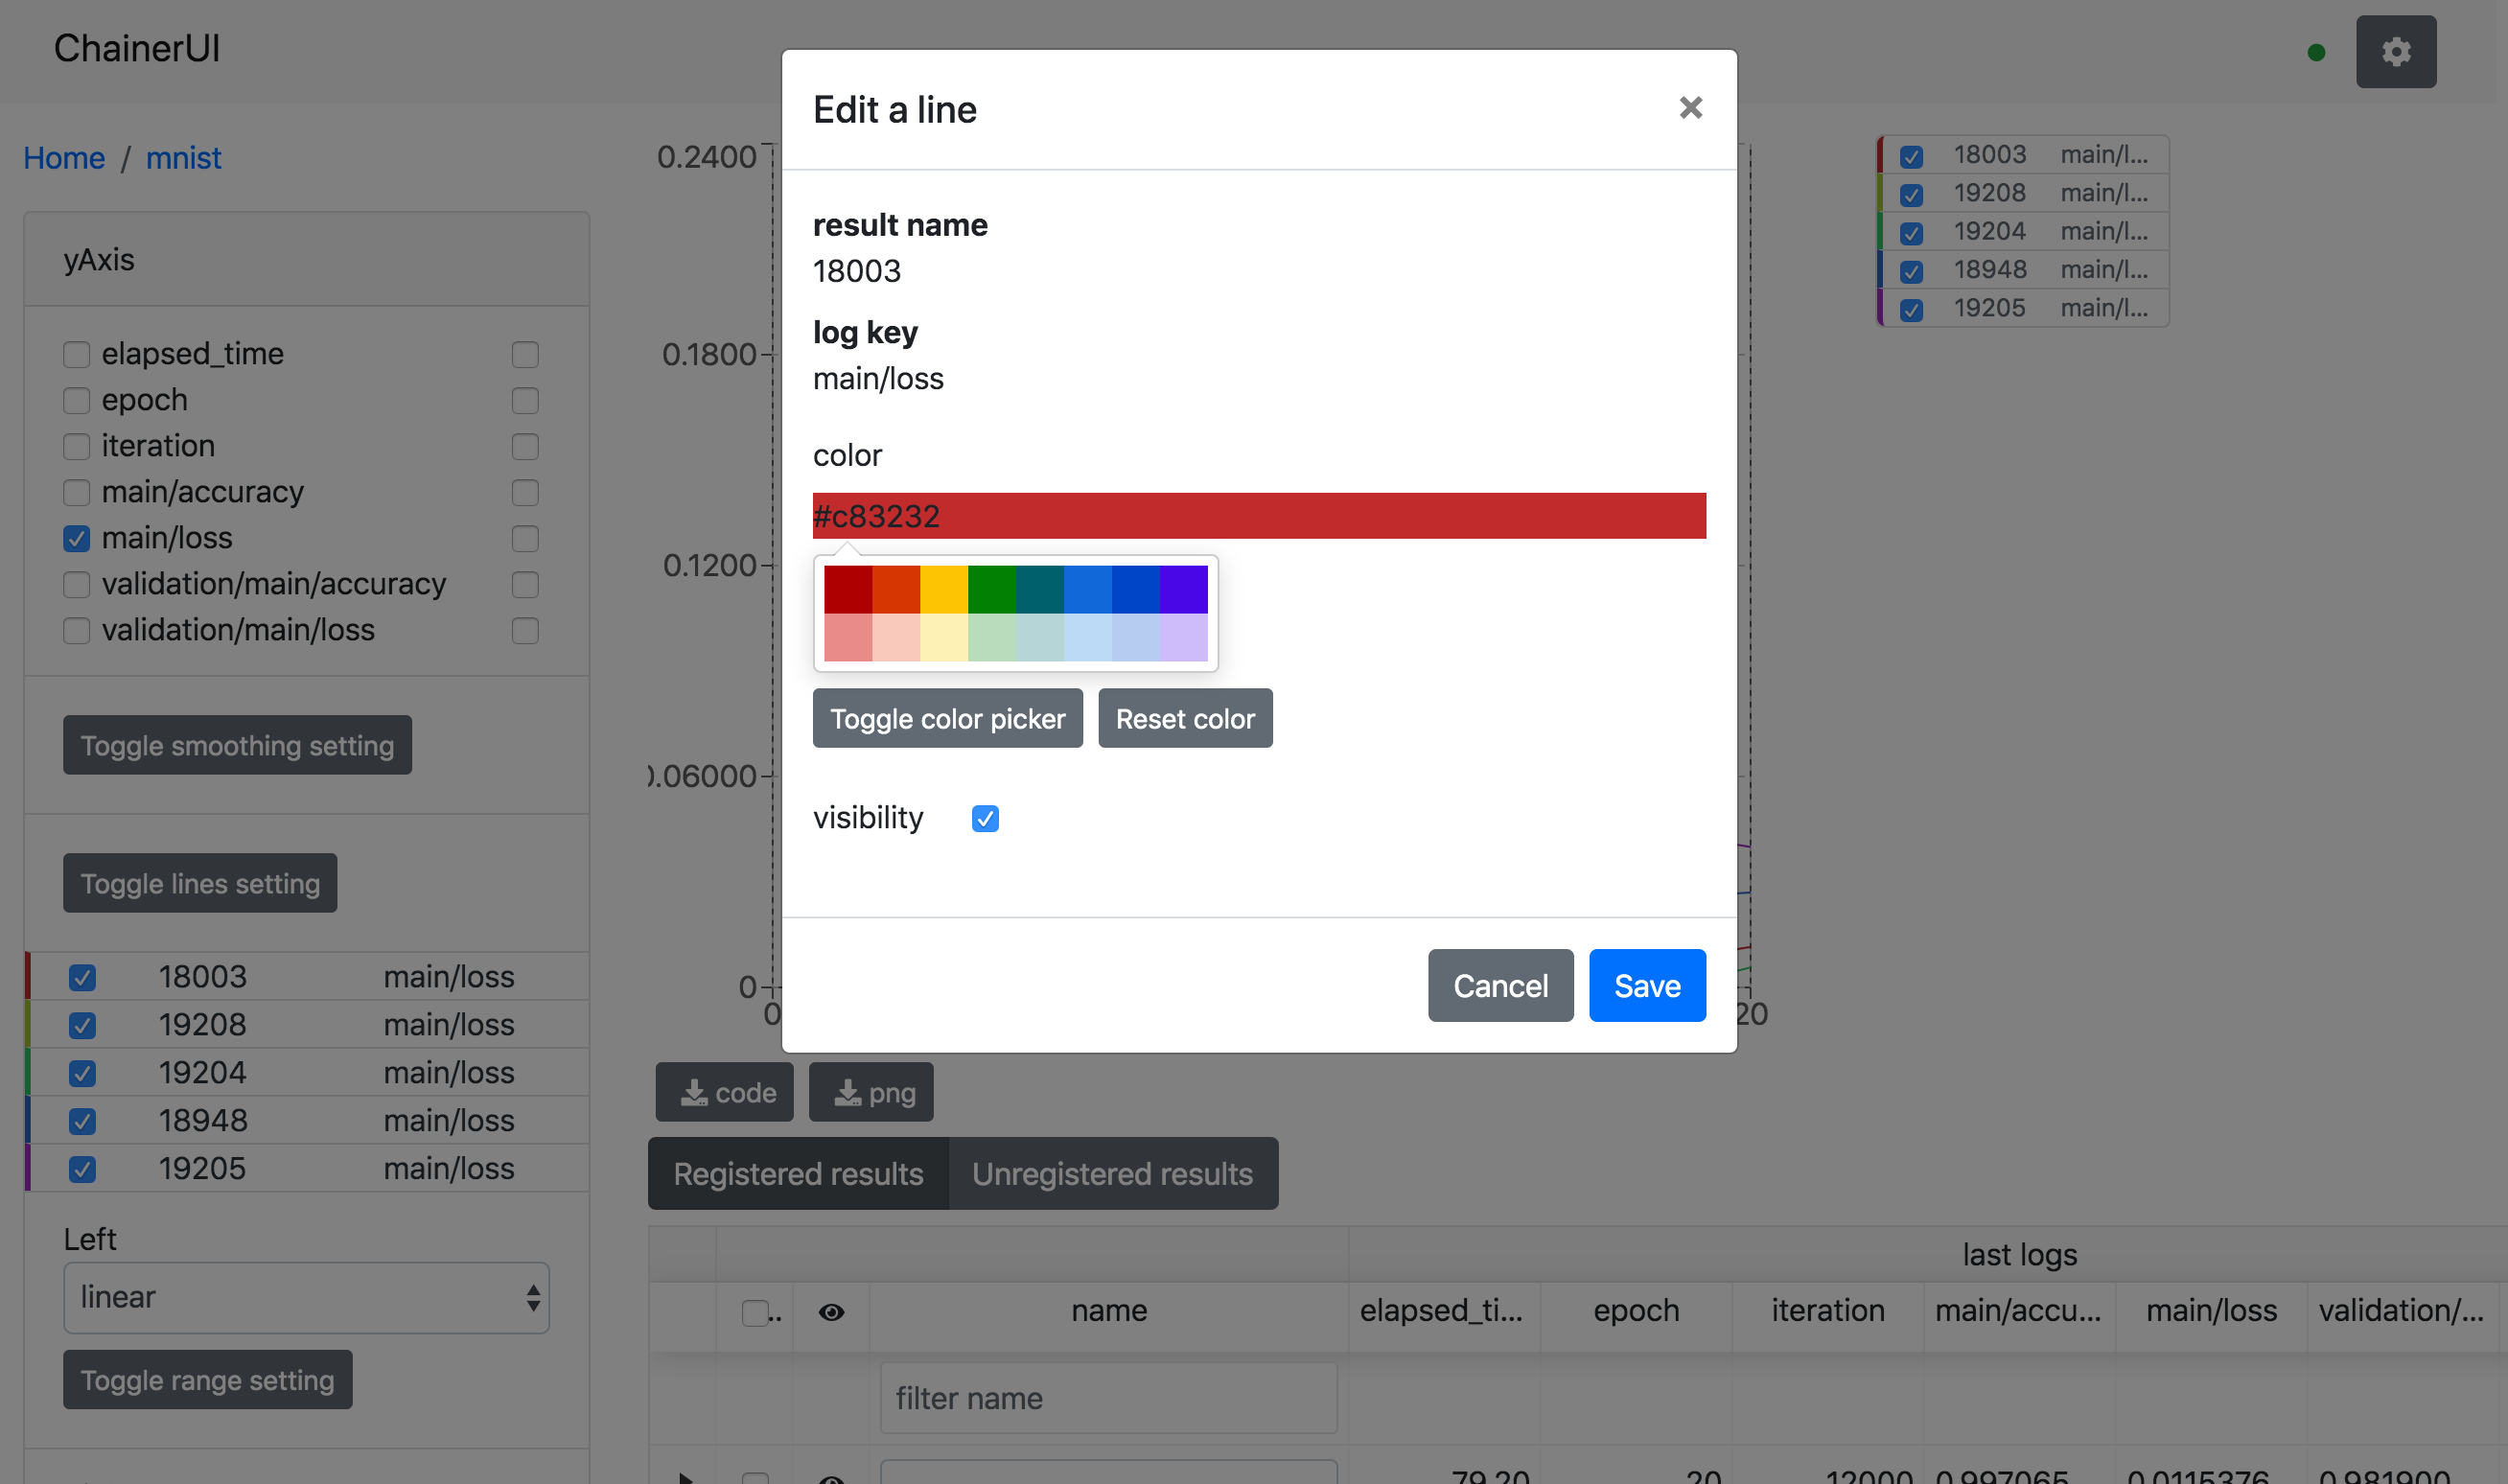 ChainerUI
Home / mnist
yAxis
elapsed_time
epoch
iteration
main/accuracy
main/loss
validation/main/accuracy
validation/main/loss
Toggle smoothing setting
Toggle lines setting
18003 main/loss
19208 main/loss
19204 main/loss
18948 main/loss
19205 main/loss
Left
linear
Toggle range setting
0.2400
0.1800
0.1200
0.06000
0
0
20
Edit a line
×
result name
18003
log key
main/loss
color
#c83232
Toggle color picker Reset color
visibility
Cancel Save
18003 main/l...
19208 main/l...
19204 main/l...
18948 main/l...
19205 main/l...
code png
Registered results Unregistered results
last logs
.. name elapsed_ti... epoch iteration main/accu... main/loss validation/...
filter name
79.20 20 12000 0.997065 0.0115376 0.981900